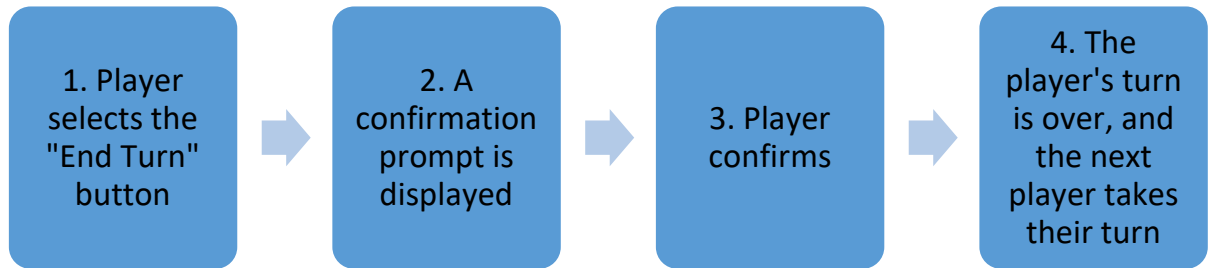 1. Player
selects the
"End Turn"
button
2. A
confirmation
prompt is
displayed
3. Player
confirms
4. The
player's turn
is over, and
the next
player takes
their turn